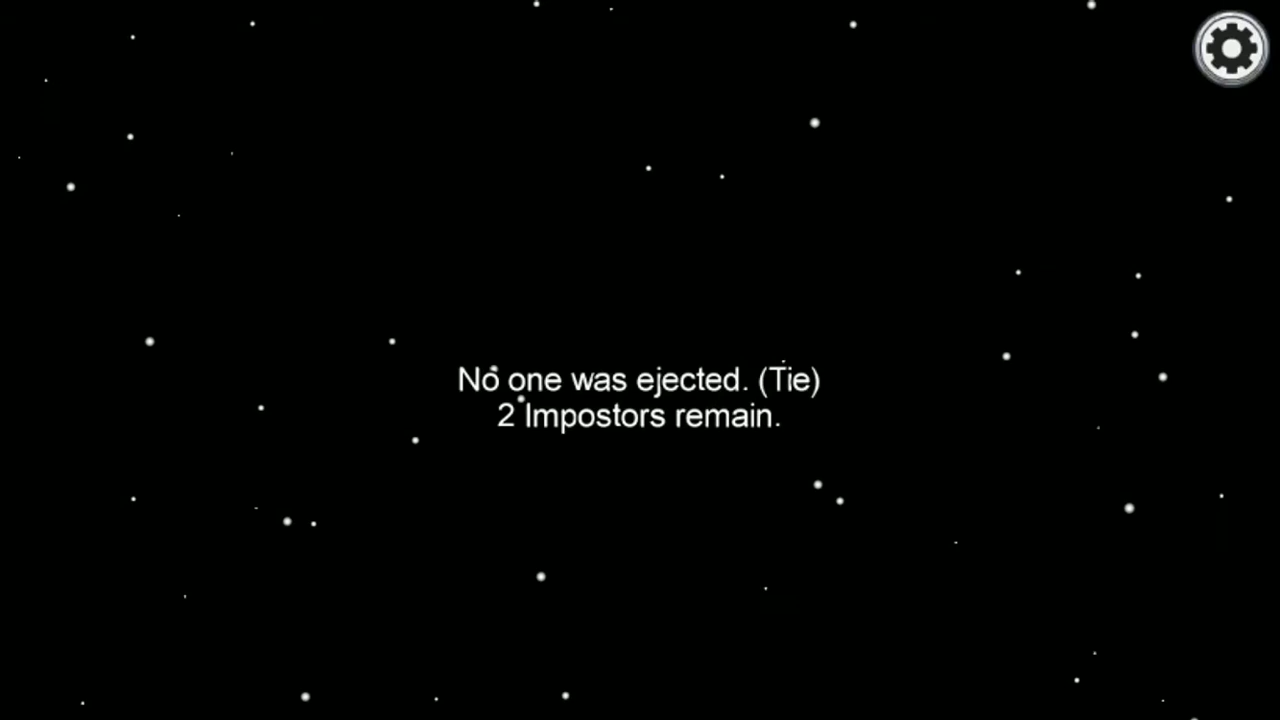 No one was ejected. (Tie)
2 Impostors remain.